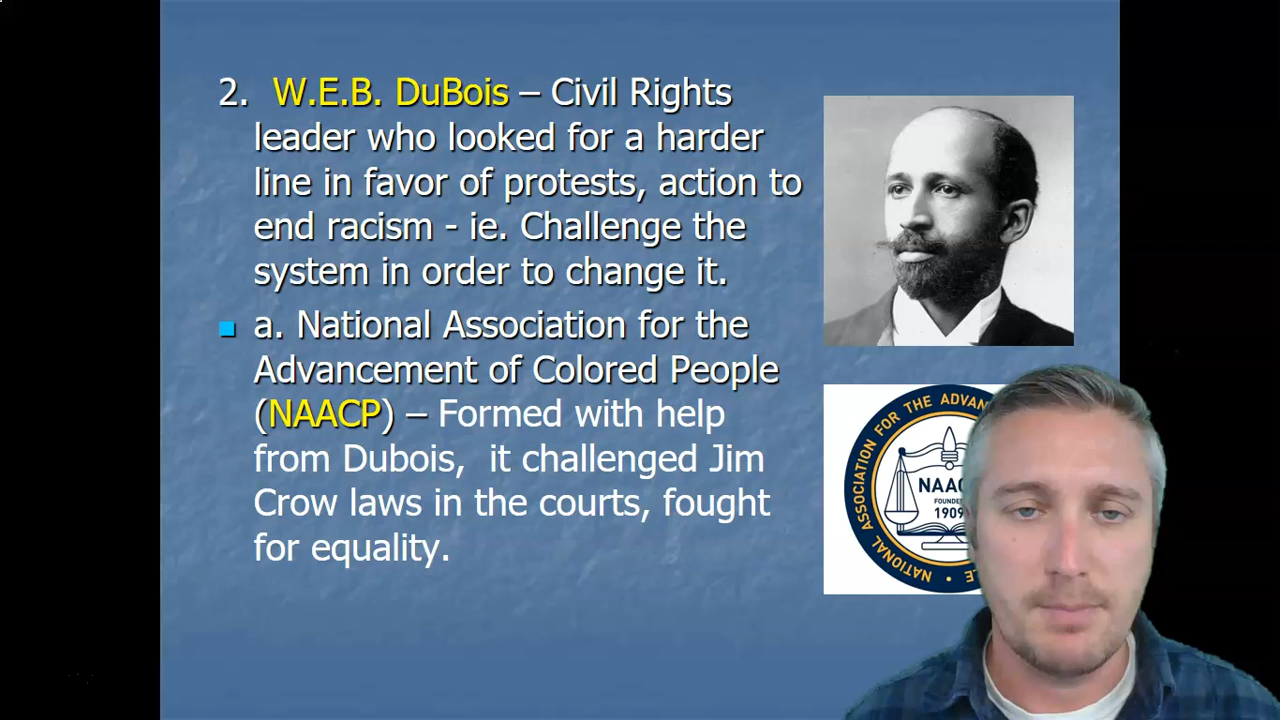 2. W.E.B. DuBois – Civil Rights
leader who looked for a harder
line in favor of protests, action to
end racism - ie. Challenge the
system in order to change it.
a. National Association for the
Advancement of Colored People
(NAACP) – Formed with help
from Dubois, it challenged Jim
Crow laws in the courts, fought
for equality.
NATIONAL ASSOCIATION FOR THE
NAAC
FOUNDE
1909